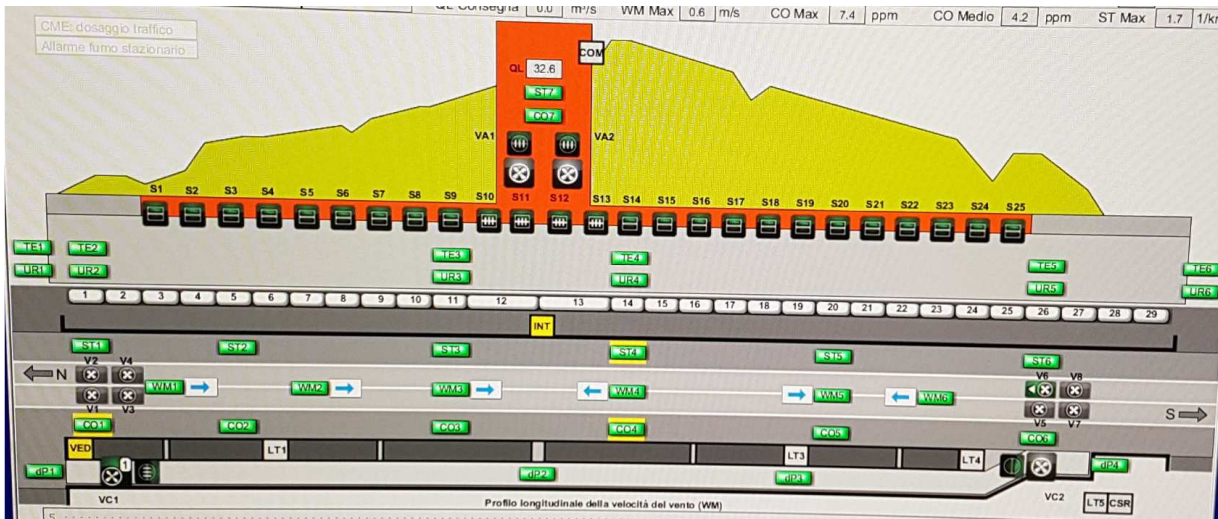 QL Consegna 0.0 m³/s WM Max 0.6 m/s CO Max 7.4 ppm CO Medio 4.2 ppm ST Max 1.7
CME: dosaggio traffico
Allarme fumo stazionario
COM
QL 32.6
ST7
CO7
VA1 VA2
S1 S2 S3 S4 S5 S6 S7 S8 S9 S10 S11 S12 S13 S14 S15 S16 S17 S18 S19 S20 S21 S22 S23 S24 S25
TE1 TE2 TE3 TE4 TE5 TE6
UR1 UR2 UR3 UR4 UR5 UR6
1 2 3 4 5 6 7 8 9 10 11 12 13 14 15 16 17 18 19 20 21 22 23 24 25 26 27 28 29
INT
ST1 ST2 ST3 ST4 ST5 ST6
V2 V4 V6 V8
N WM1 WM2 WM3 WM4 WM5 WM6 S
V1 V3 V5 V7
CO1 CO2 CO3 CO4 CO5 CO6
VED LT1 LT3 LT4
dP1 1 dP2 dP3 dP4
VC1 VC2 LT5 CSR
Profilo longitudinale della velocità del vento (WM)